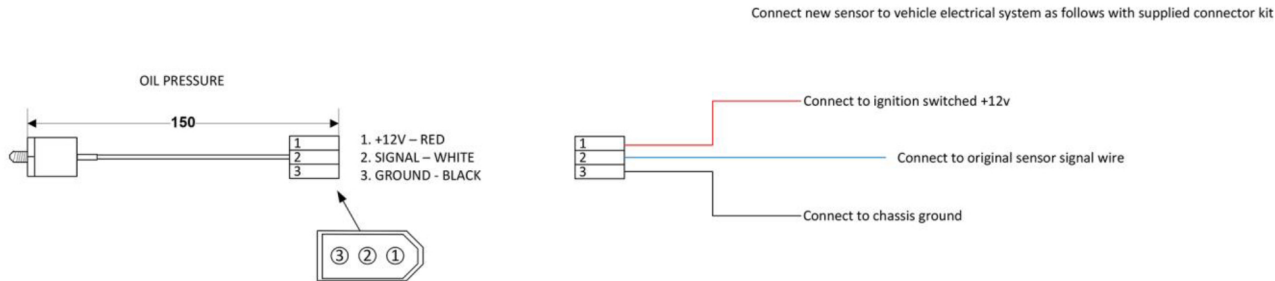 Connect new sensor to vehicle electrical system as follows with supplied connector kit
OIL PRESSURE
150
1
2
3
1. +12V – RED
2. SIGNAL – WHITE
3. GROUND - BLACK
3 2 1
1
2
3
Connect to ignition switched +12v
Connect to original sensor signal wire
Connect to chassis ground